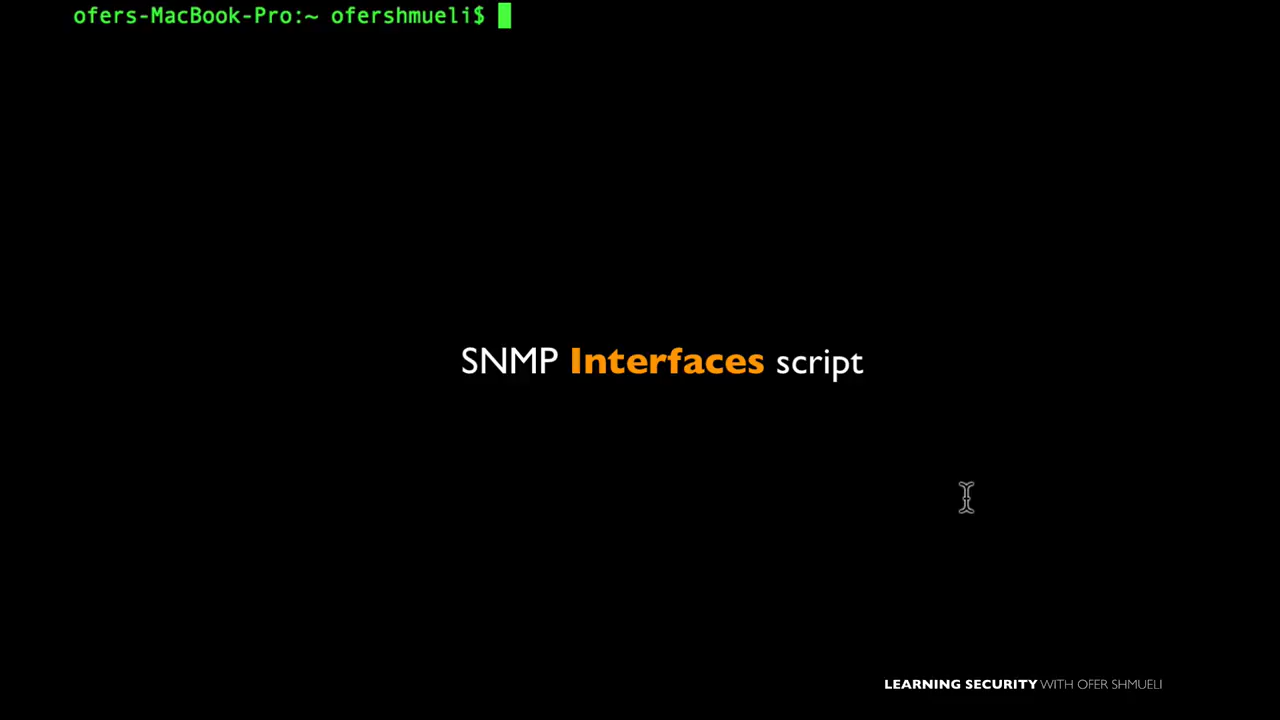 ofers-MacBook-Pro:~ ofershmueli$
SNMP Interfaces script
LEARNING SECURITY WITH OFER SHMUELI